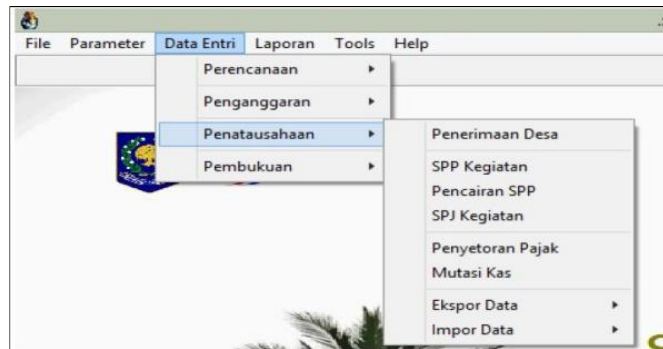 File Parameter Data Entri Laporan Tools Help
Perencanaan
Penganggaran
Penatausahaan
Pembukuan
Penerimaan Desa
SPP Kegiatan
Pencairan SPP
SPJ Kegiatan
Penyetoran Pajak
Mutasi Kas
Ekspor Data
Impor Data